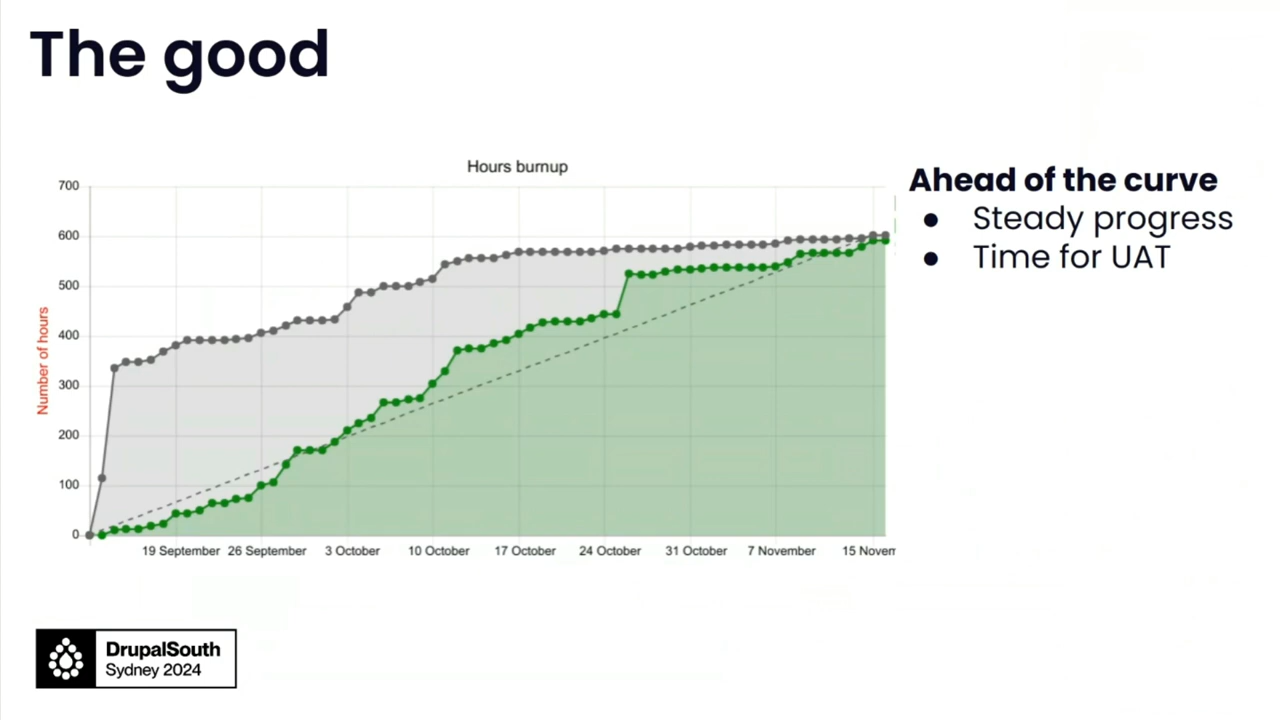 The good
Hours burnup
700
600
500
400
300
200
100
0
Number of hours
19 September 26 September 3 October 10 October 17 October 24 October 31 October 7 November 15 Novem
Ahead of the curve
● Steady progress
● Time for UAT
DrupalSouth
Sydney 2024